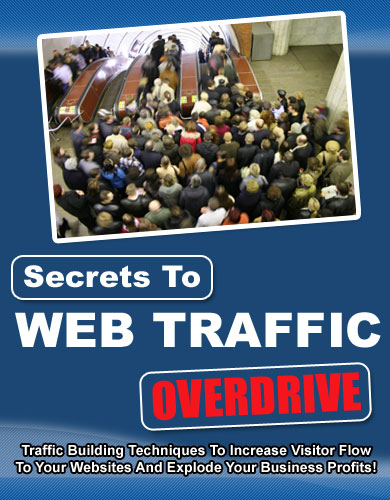 Secrets To
WEB TRAFFIC
OVERDRIVE
Traffic Building Techniques To Increase Visitor Flow
To Your Websites And Explode Your Business Profits!